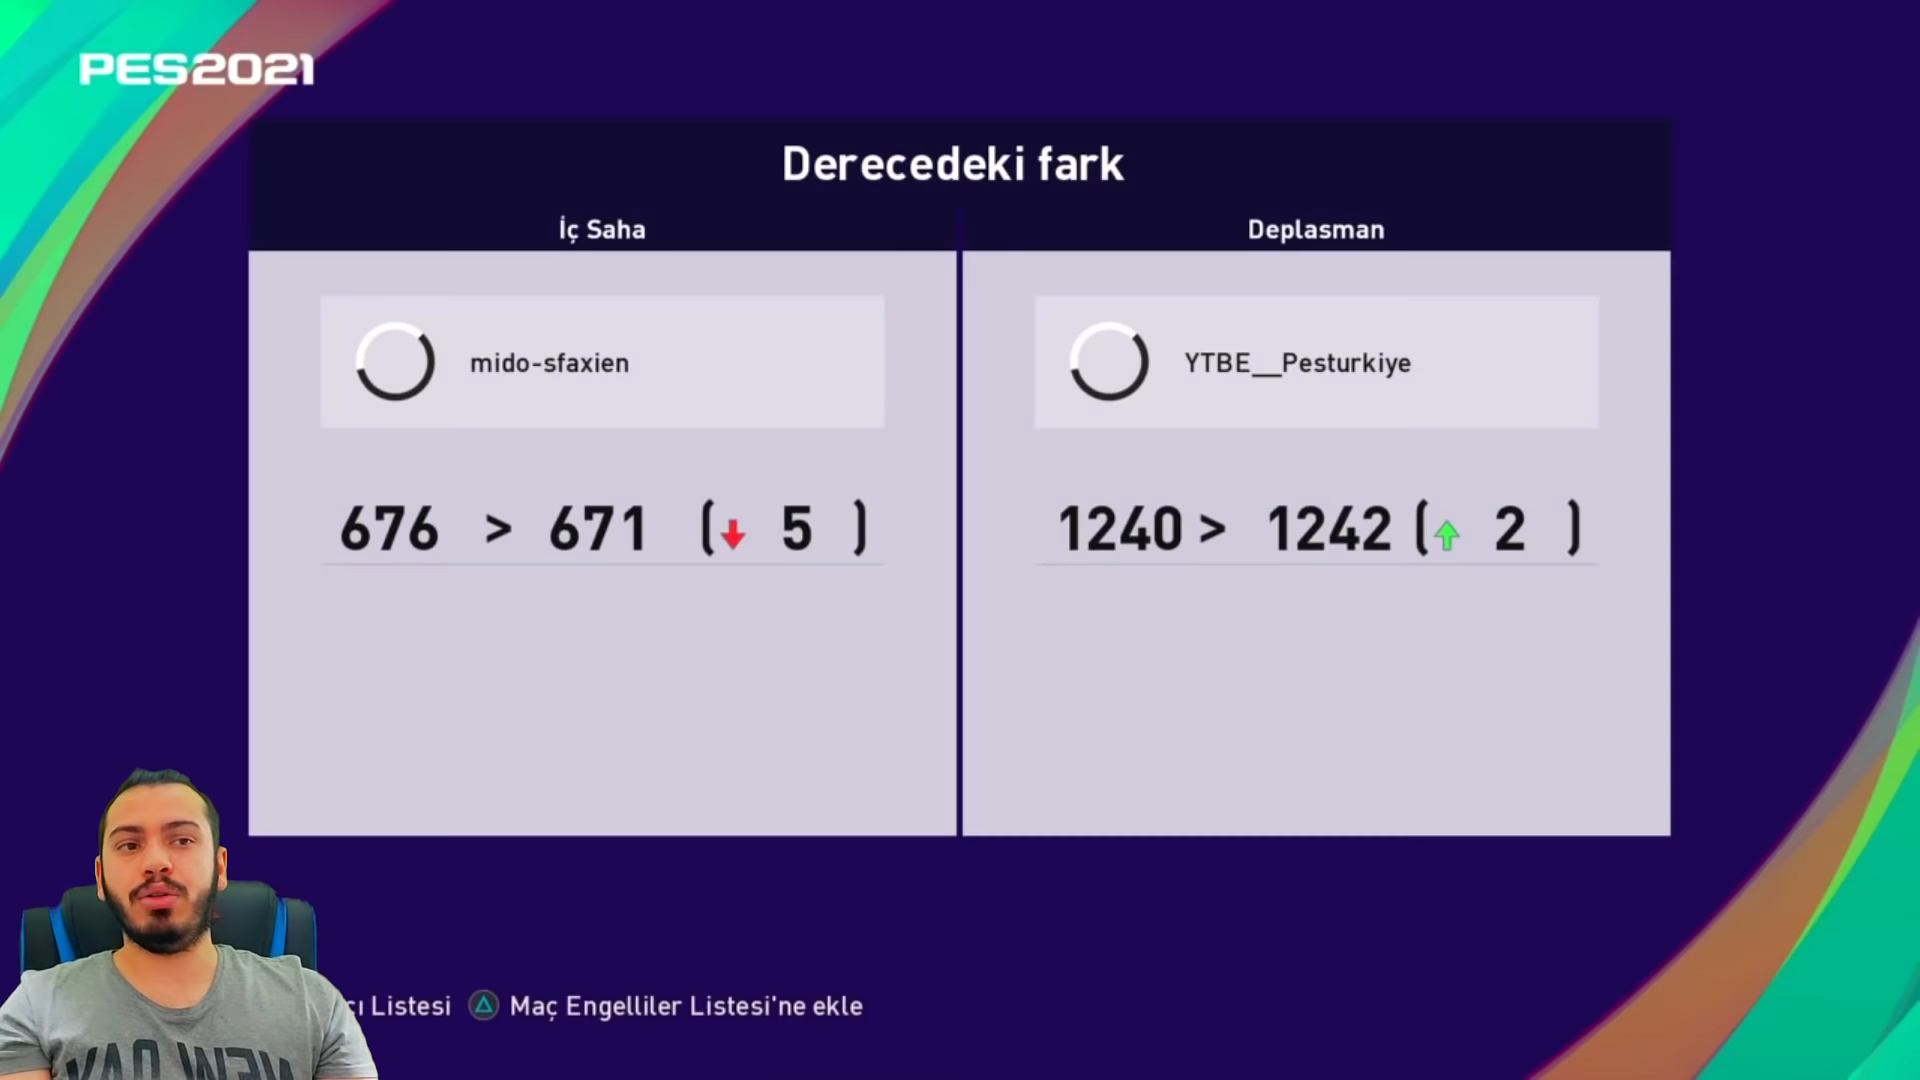 PES2021
Derecedeki fark
İç Saha
Deplasman
mido-sfaxien
YTBE__Pesturkiye
676 > 671 (↓ 5 )
1240 > 1242 (↑ 2 )
Listesi
Maç Engelliler Listesi'ne ekle